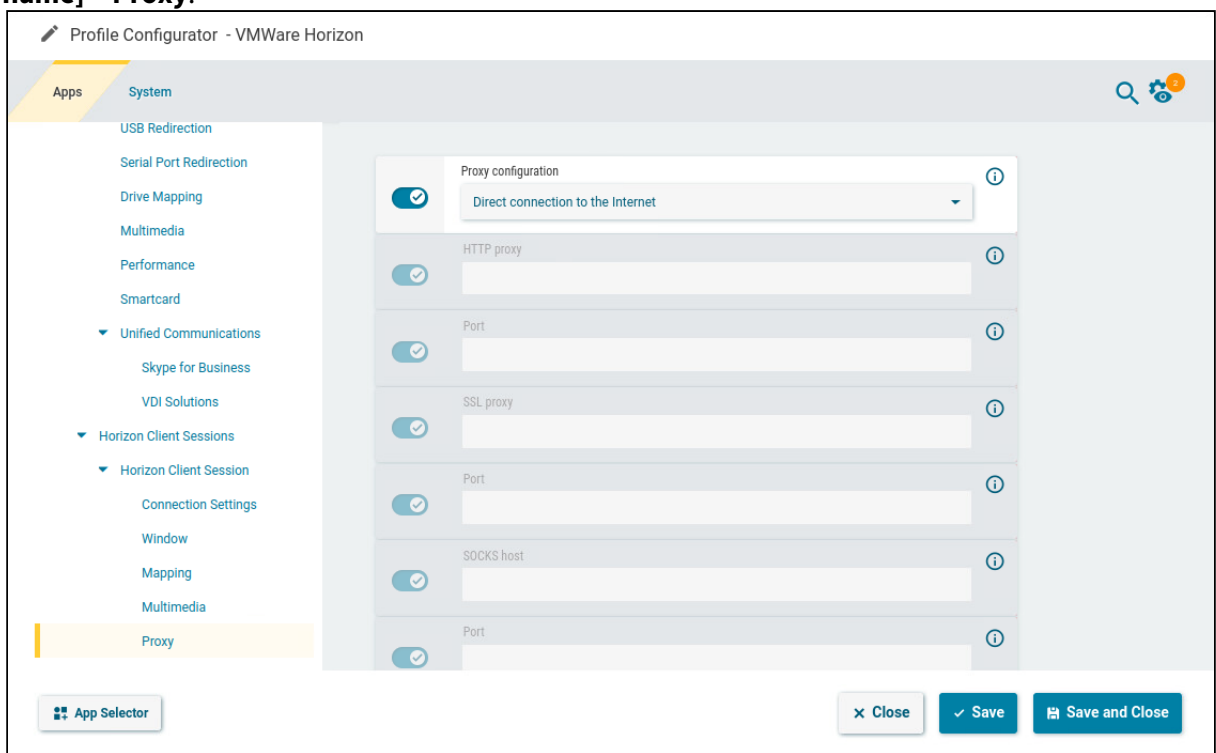 name] - Proxy.
Profile Configurator - VMWare Horizon
Apps
System
2
USB Redirection
Serial Port Redirection
Drive Mapping
Multimedia
Performance
Smartcard
Unified Communications
Skype for Business
VDI Solutions
Horizon Client Sessions
Horizon Client Session
Connection Settings
Window
Mapping
Multimedia
Proxy
Proxy configuration
Direct connection to the Internet
HTTP proxy
Port
SSL proxy
Port
SOCKS host
Port
App Selector
Close
Save
Save and Close